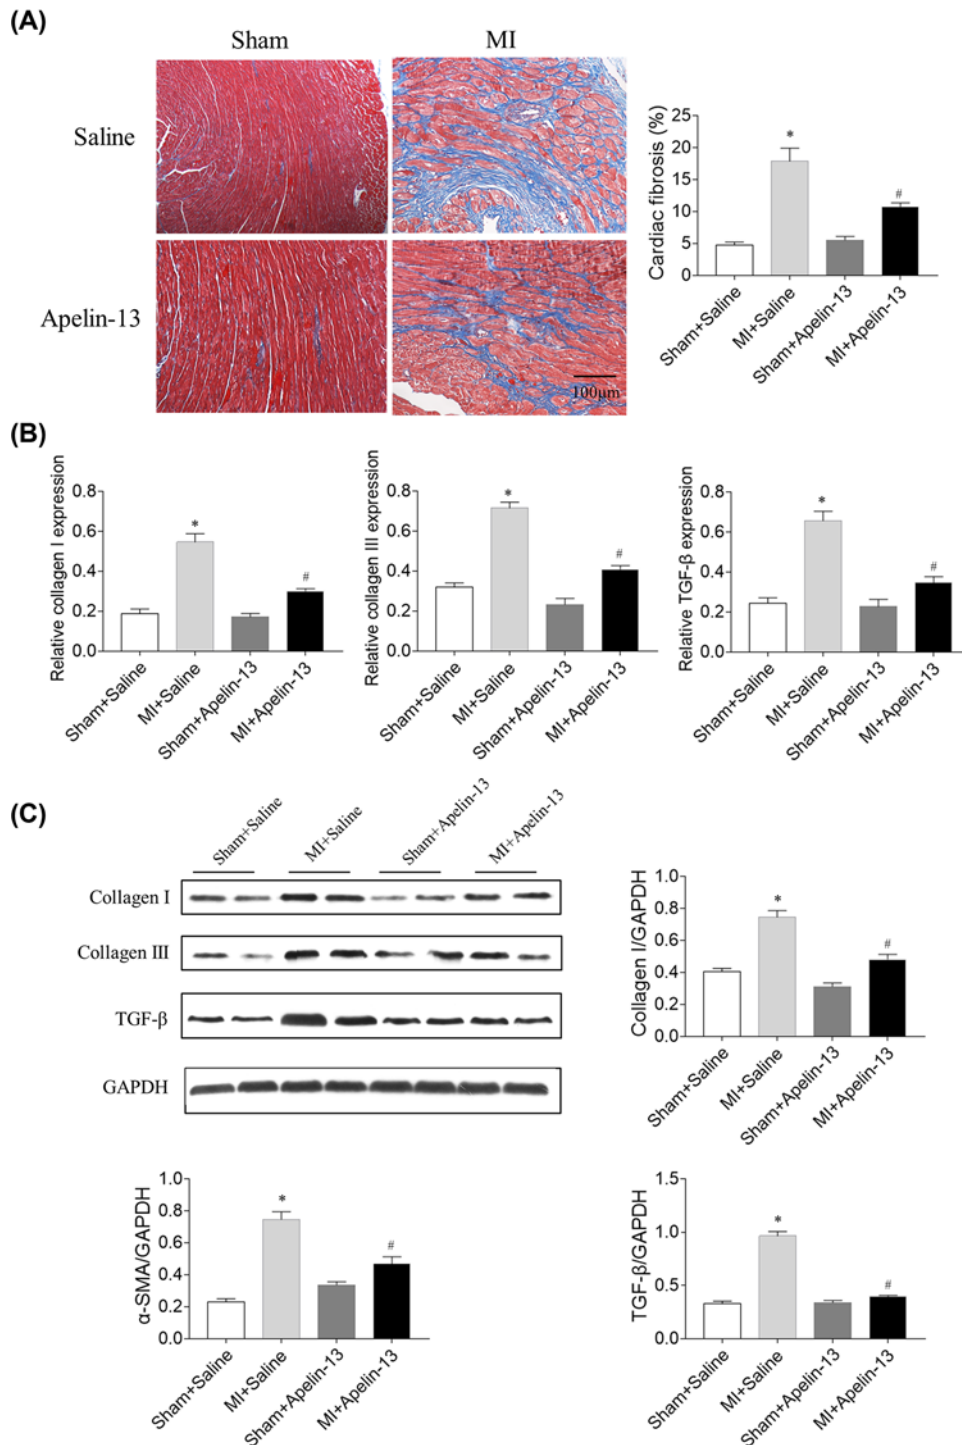 (A)
Sham
MI
Saline
Apelin-13
100μm
Cardiac fibrosis (%)
25
20
15
10
5
0
*
#
Sham+Saline
MI+Saline
Sham+Apelin-13
MI+Apelin-13
(B)
Relative collagen I expression
0.8
0.6
0.4
0.2
0.0
*
#
Sham+Saline
MI+Saline
Sham+Apelin-13
MI+Apelin-13
Relative collagen III expression
0.8
0.6
0.4
0.2
0.0
*
#
Sham+Saline
MI+Saline
Sham+Apelin-13
MI+Apelin-13
Relative TGF-β expression
0.8
0.6
0.4
0.2
0.0
*
#
Sham+Saline
MI+Saline
Sham+Apelin-13
MI+Apelin-13
(C)
Sham+Saline
MI+Saline
Sham+Apelin-13
MI+Apelin-13
Collagen I
Collagen III
TGF-β
GAPDH
Collagen I/GAPDH
1.0
0.8
0.6
0.4
0.2
0.0
*
#
Sham+Saline
MI+Saline
Sham+Apelin-13
MI+Apelin-13
α-SMA/GAPDH
1.0
0.8
0.6
0.4
0.2
0.0
*
#
Sham+Saline
MI+Saline
Sham+Apelin-13
MI+Apelin-13
TGF-β/GAPDH
1.5
1.0
0.5
0.0
*
#
Sham+Saline
MI+Saline
Sham+Apelin-13
MI+Apelin-13